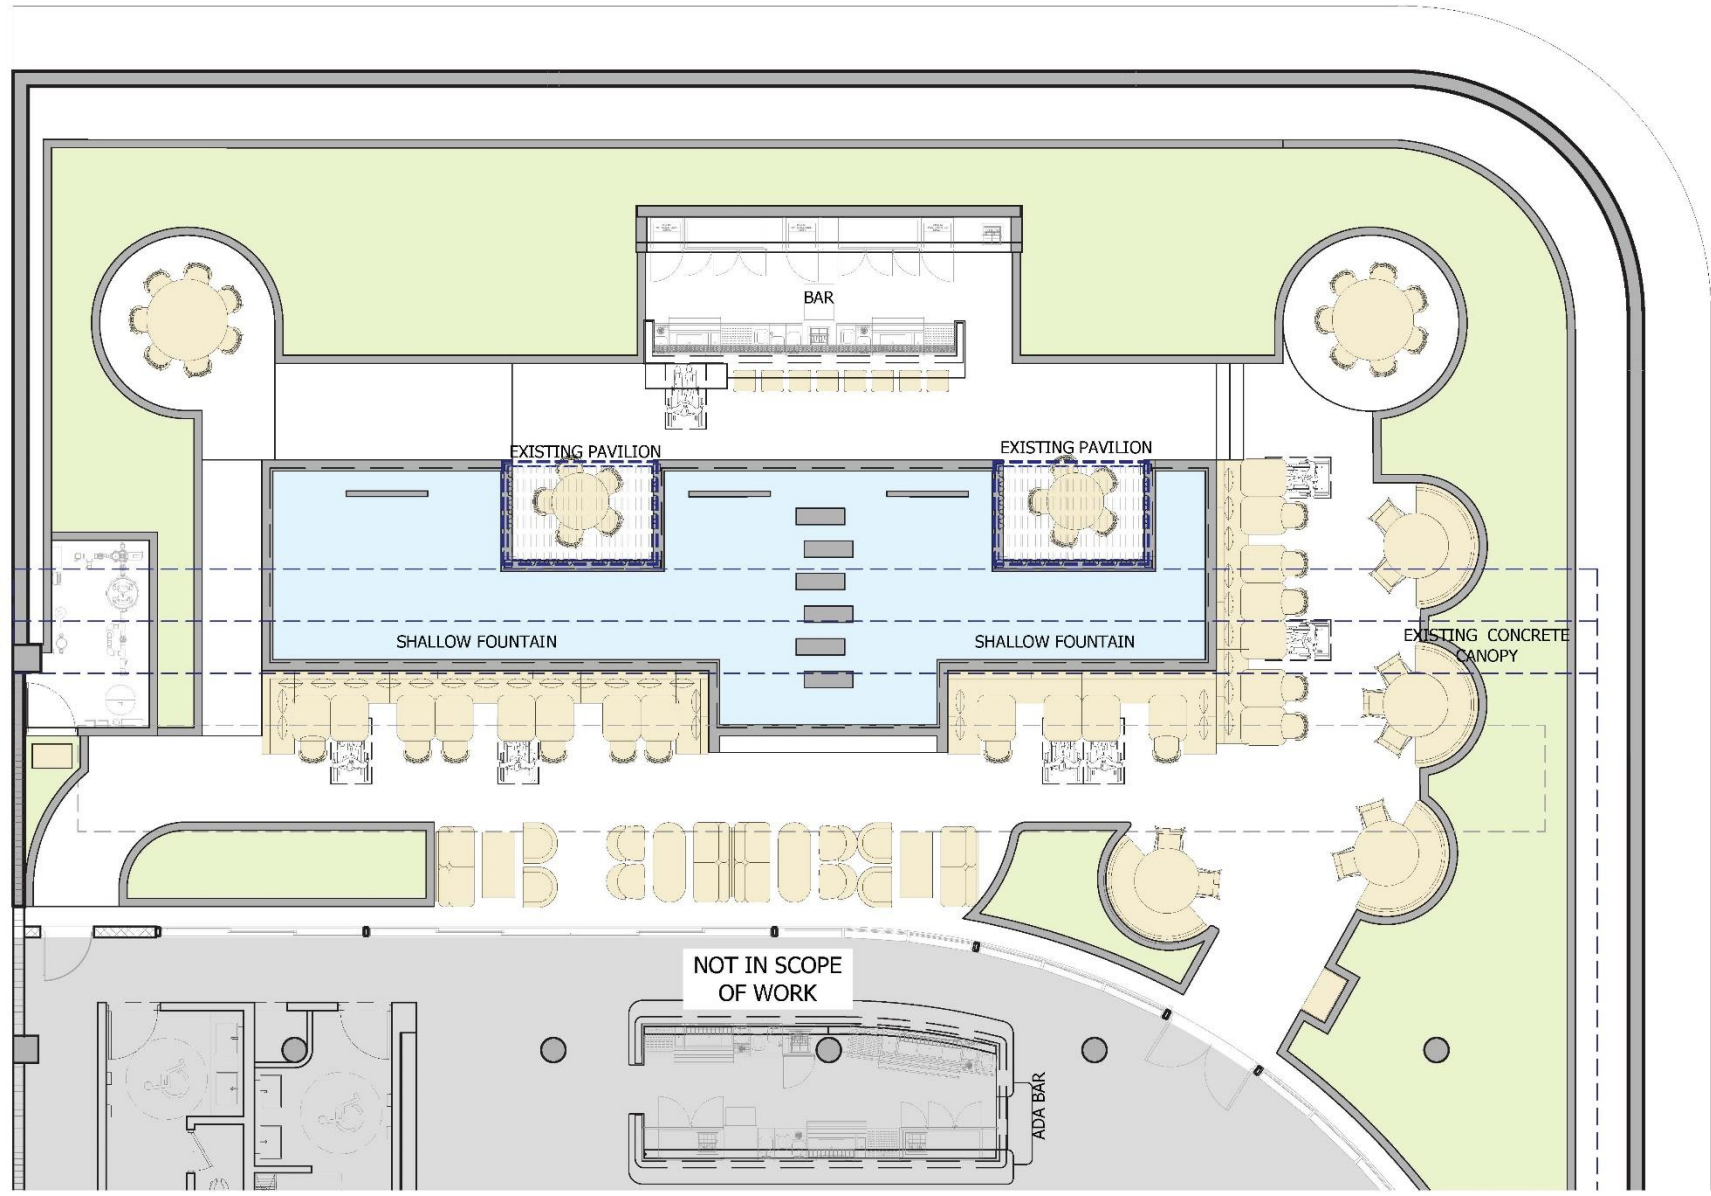 BAR
EXISTING PAVILION
EXISTING PAVILION
SHALLOW FOUNTAIN
SHALLOW FOUNTAIN
EXISTING CONCRETE
CANOPY
NOT IN SCOPE
OF WORK
ADA BAR